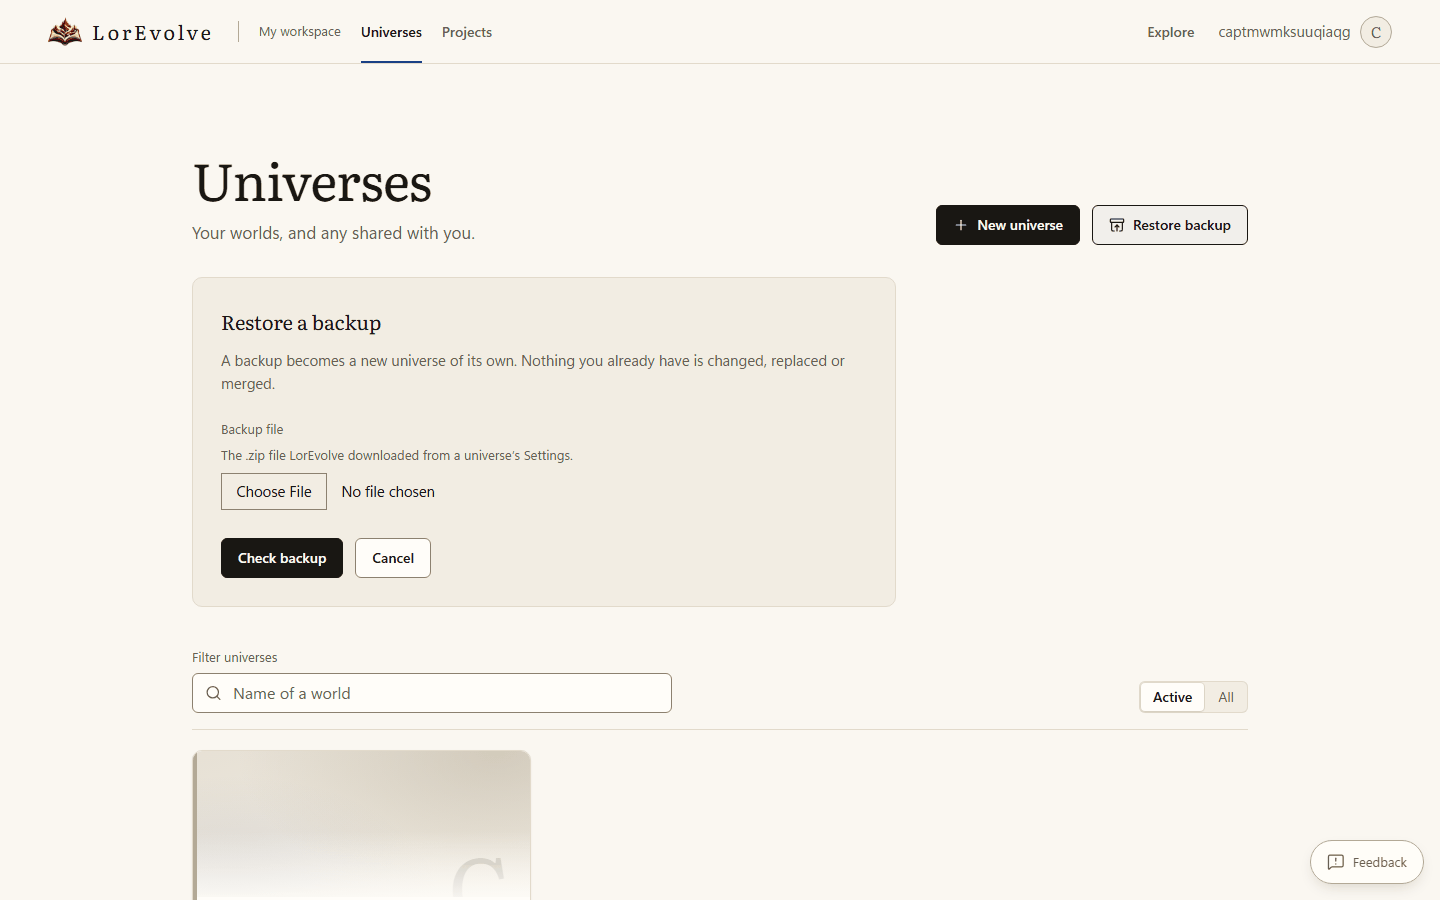 LorEvolve
My workspace
Universes
Projects
Explore
captmwmksuuqiaqg
C
Universes
Your worlds, and any shared with you.
New universe
Restore backup
Restore a backup
A backup becomes a new universe of its own. Nothing you already have is changed, replaced or
merged.
Backup file
The .zip file LorEvolve downloaded from a universe’s Settings.
Choose File
No file chosen
Check backup
Cancel
Filter universes
Name of a world
Active
All
C
Feedback